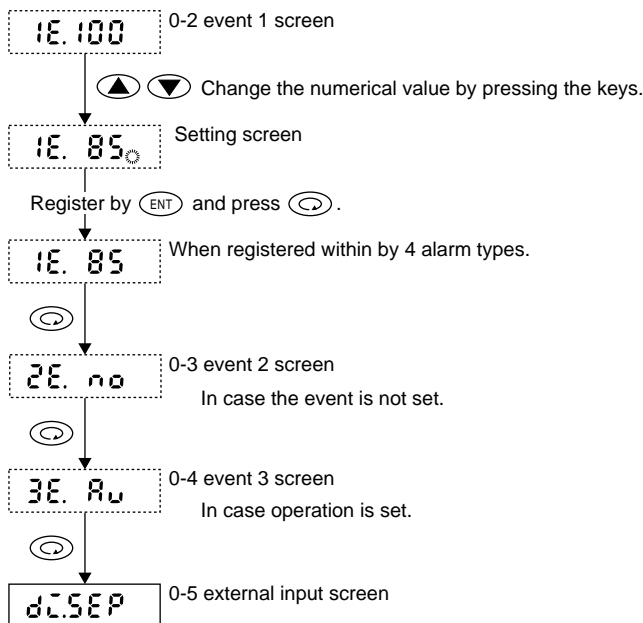 1E.100 0-2 event 1 screen
Change the numerical value by pressing the keys.
1E. 85 Setting screen
Register by ENT and press .
1E. 85 When registered within by 4 alarm types.
2E. no 0-3 event 2 screen
In case the event is not set.
3E. Av 0-4 event 3 screen
In case operation is set.
di.SEP 0-5 external input screen